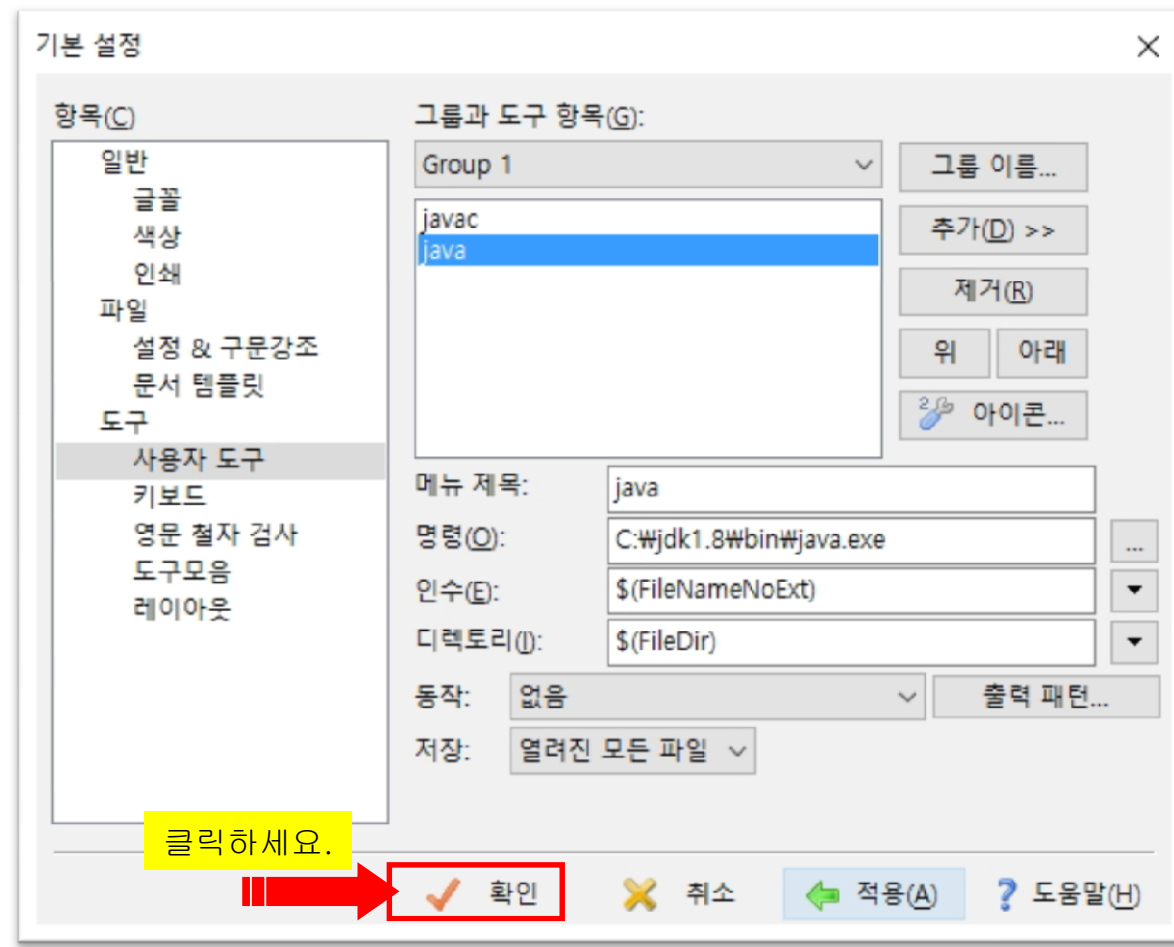 기본 설정
항목(C)
일반
글꼴
색상
인쇄
파일
설정 & 구문강조
문서 템플릿
도구
사용자 도구
키보드
영문 철자 검사
도구모음
레이아웃
그룹과 도구 항목(G):
Group 1
그룹 이름...
javac
java
추가(D) >>
제거(R)
위
아래
아이콘...
메뉴 제목:
java
명령(O):
C:₩jdk1.8₩bin₩java.exe
...
인수(E):
$(FileNameNoExt)
디렉토리(I):
$(FileDir)
동작:
없음
출력 패턴...
저장:
열려진 모든 파일
클릭하세요.
확인
취소
적용(A)
도움말(H)